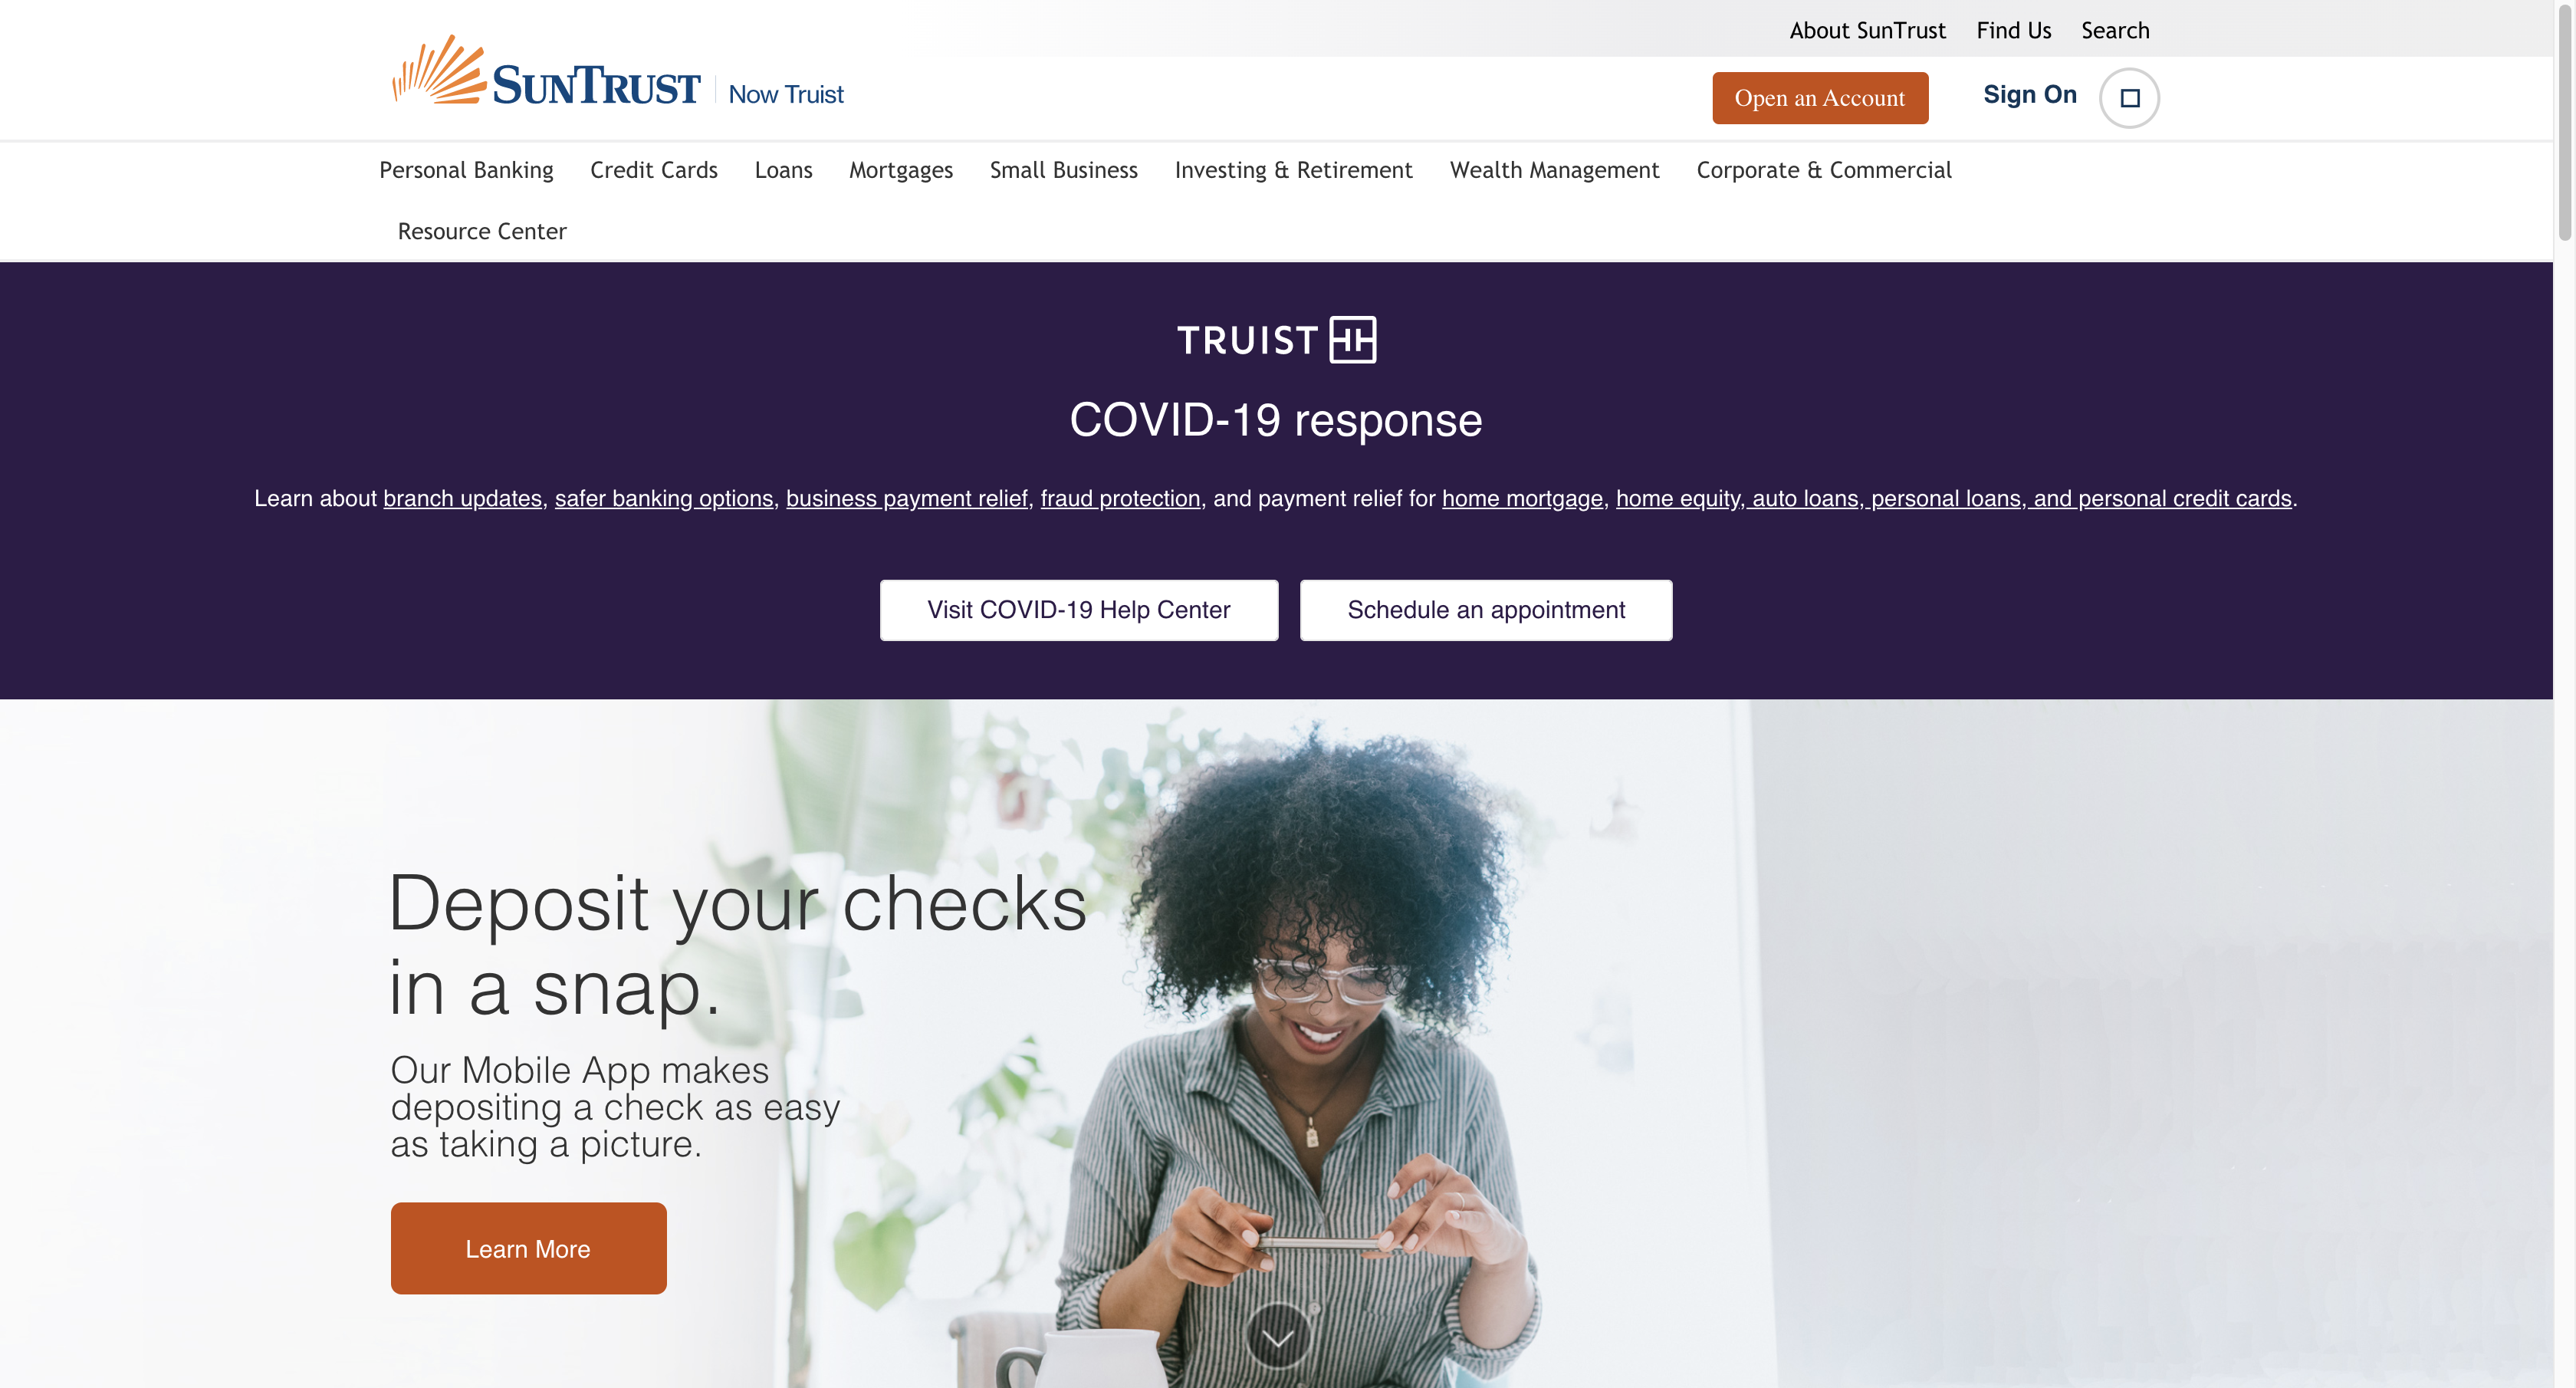 About SunTrust Find Us Search
SUNTRUST Now Truist
Open an Account Sign On
Personal Banking Credit Cards Loans Mortgages Small Business Investing & Retirement Wealth Management Corporate & Commercial
Resource Center
TRUIST
COVID-19 response
Learn about branch updates, safer banking options, business payment relief, fraud protection, and payment relief for home mortgage, home equity, auto loans, personal loans, and personal credit cards.
Visit COVID-19 Help Center Schedule an appointment
Deposit your checks
in a snap.
Our Mobile App makes
depositing a check as easy
as taking a picture.
Learn More